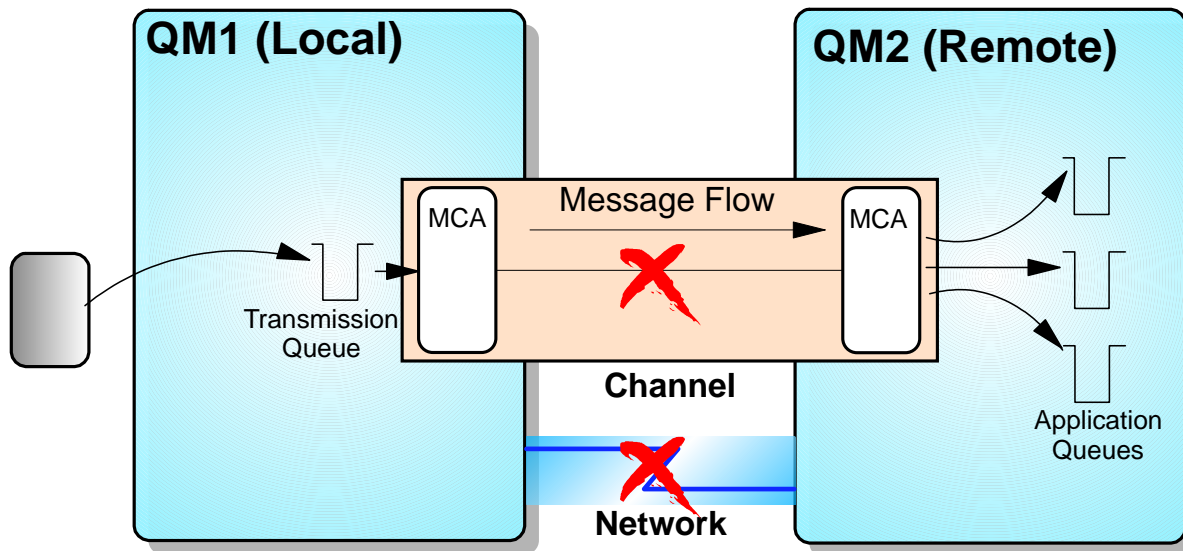 QM1 (Local)
QM2 (Remote)
Message Flow
MCA
MCA
Transmission
Queue
Channel
Application
Queues
Network